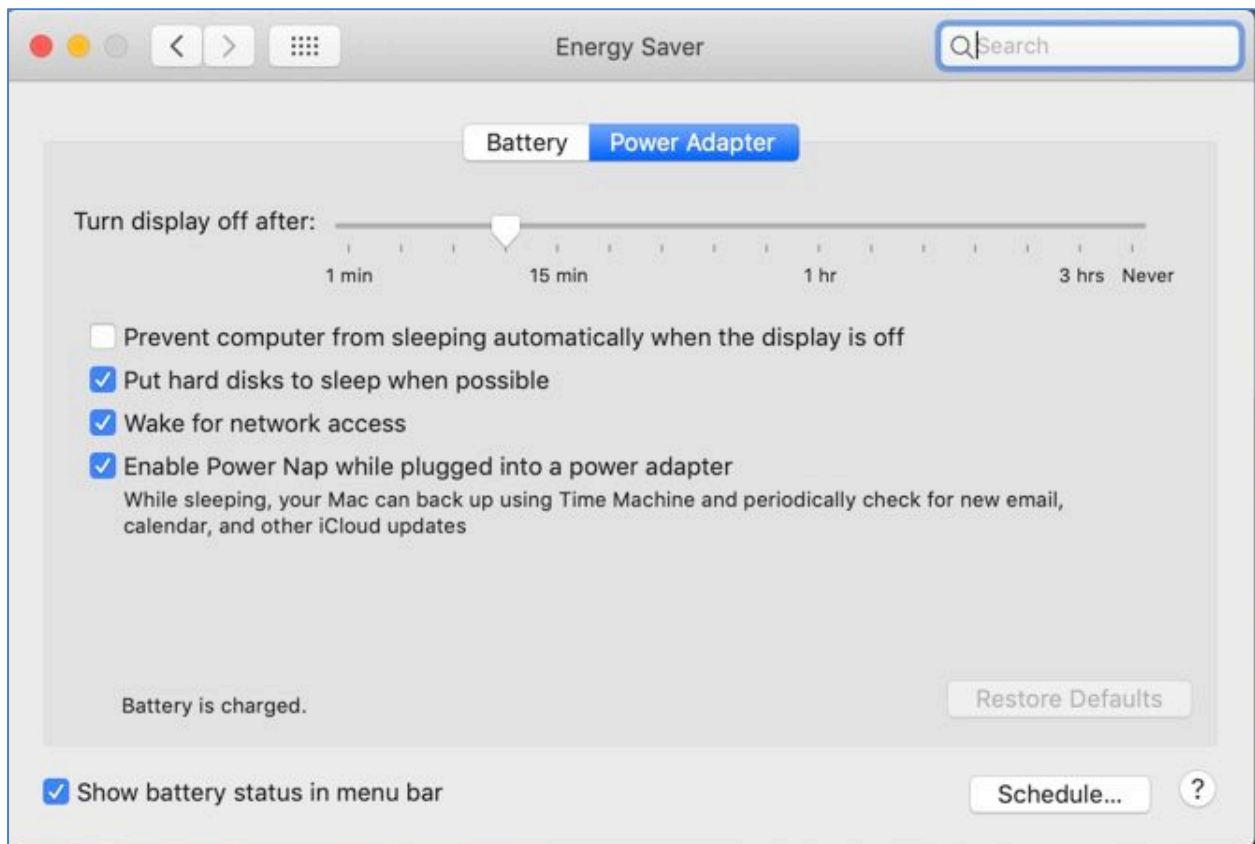 Energy Saver
Search
Battery
Power Adapter
Turn display off after:
1 min 15 min 1 hr 3 hrs Never
Prevent computer from sleeping automatically when the display is off
Put hard disks to sleep when possible
Wake for network access
Enable Power Nap while plugged into a power adapter
While sleeping, your Mac can back up using Time Machine and periodically check for new email,
calendar, and other iCloud updates
Battery is charged.
Restore Defaults
Show battery status in menu bar
Schedule...
?